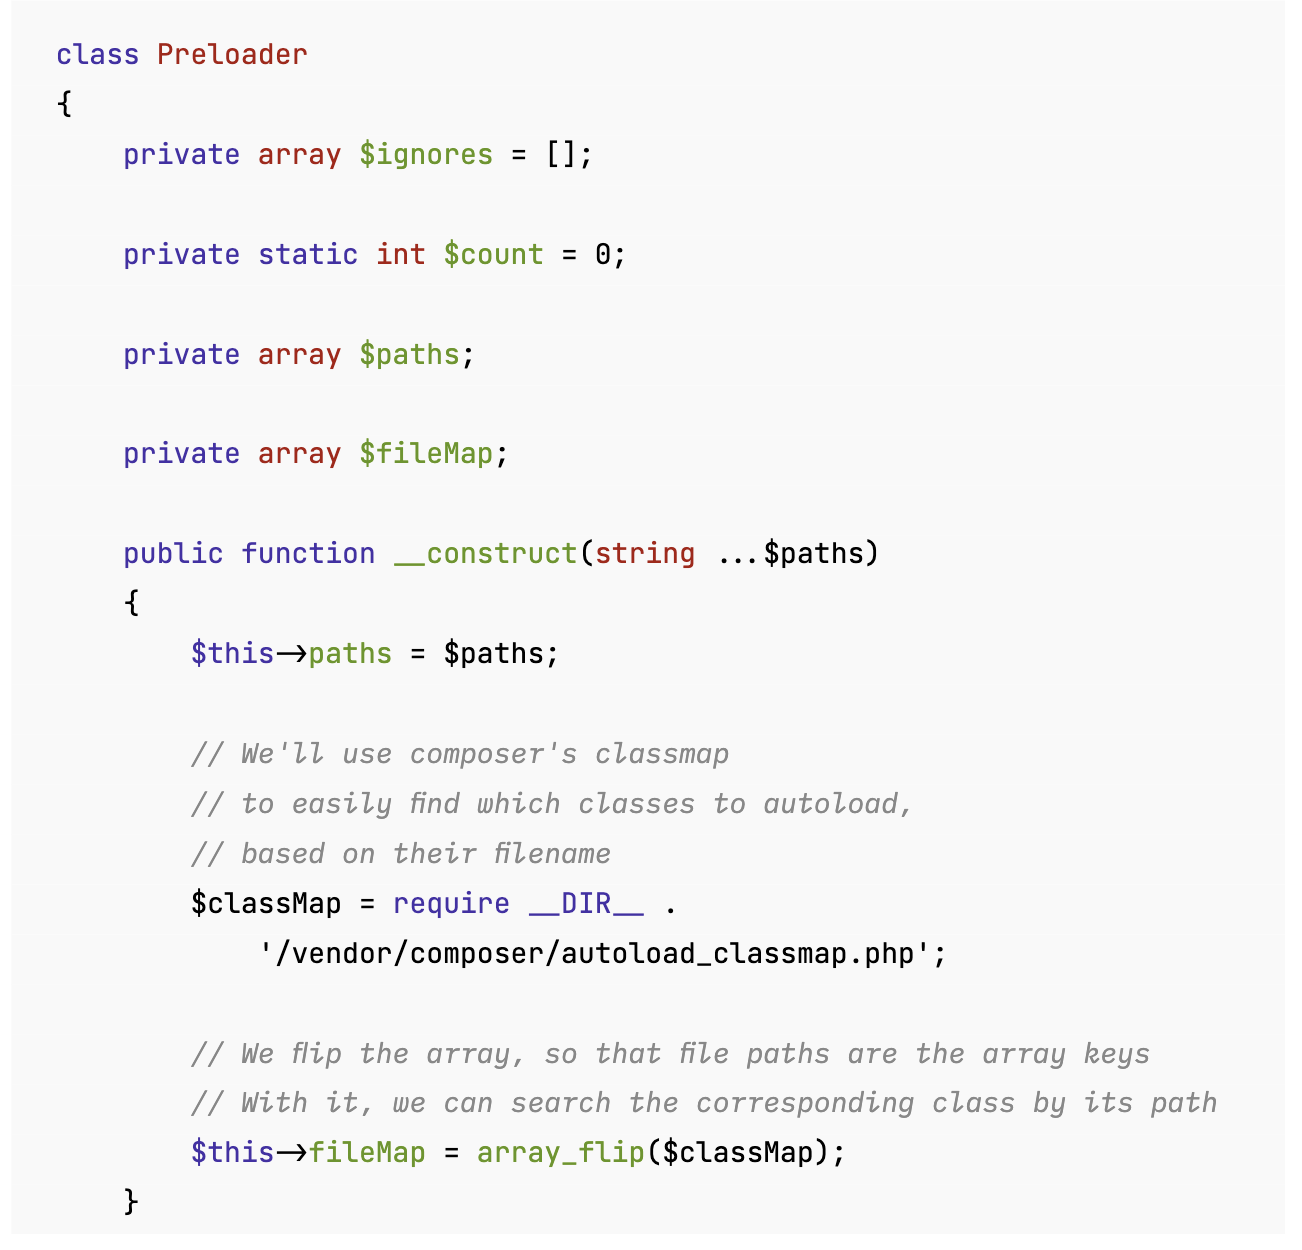 class Preloader
{
    private array $ignores = [];

    private static int $count = 0;

    private array $paths;

    private array $fileMap;

    public function __construct(string ...$paths)
    {
        $this->paths = $paths;

        // We'll use composer's classmap
        // to easily find which classes to autoload,
        // based on their filename
        $classMap = require __DIR__ .
            '/vendor/composer/autoload_classmap.php';

        // We flip the array, so that file paths are the array keys
        // With it, we can search the corresponding class by its path
        $this->fileMap = array_flip($classMap);
    }